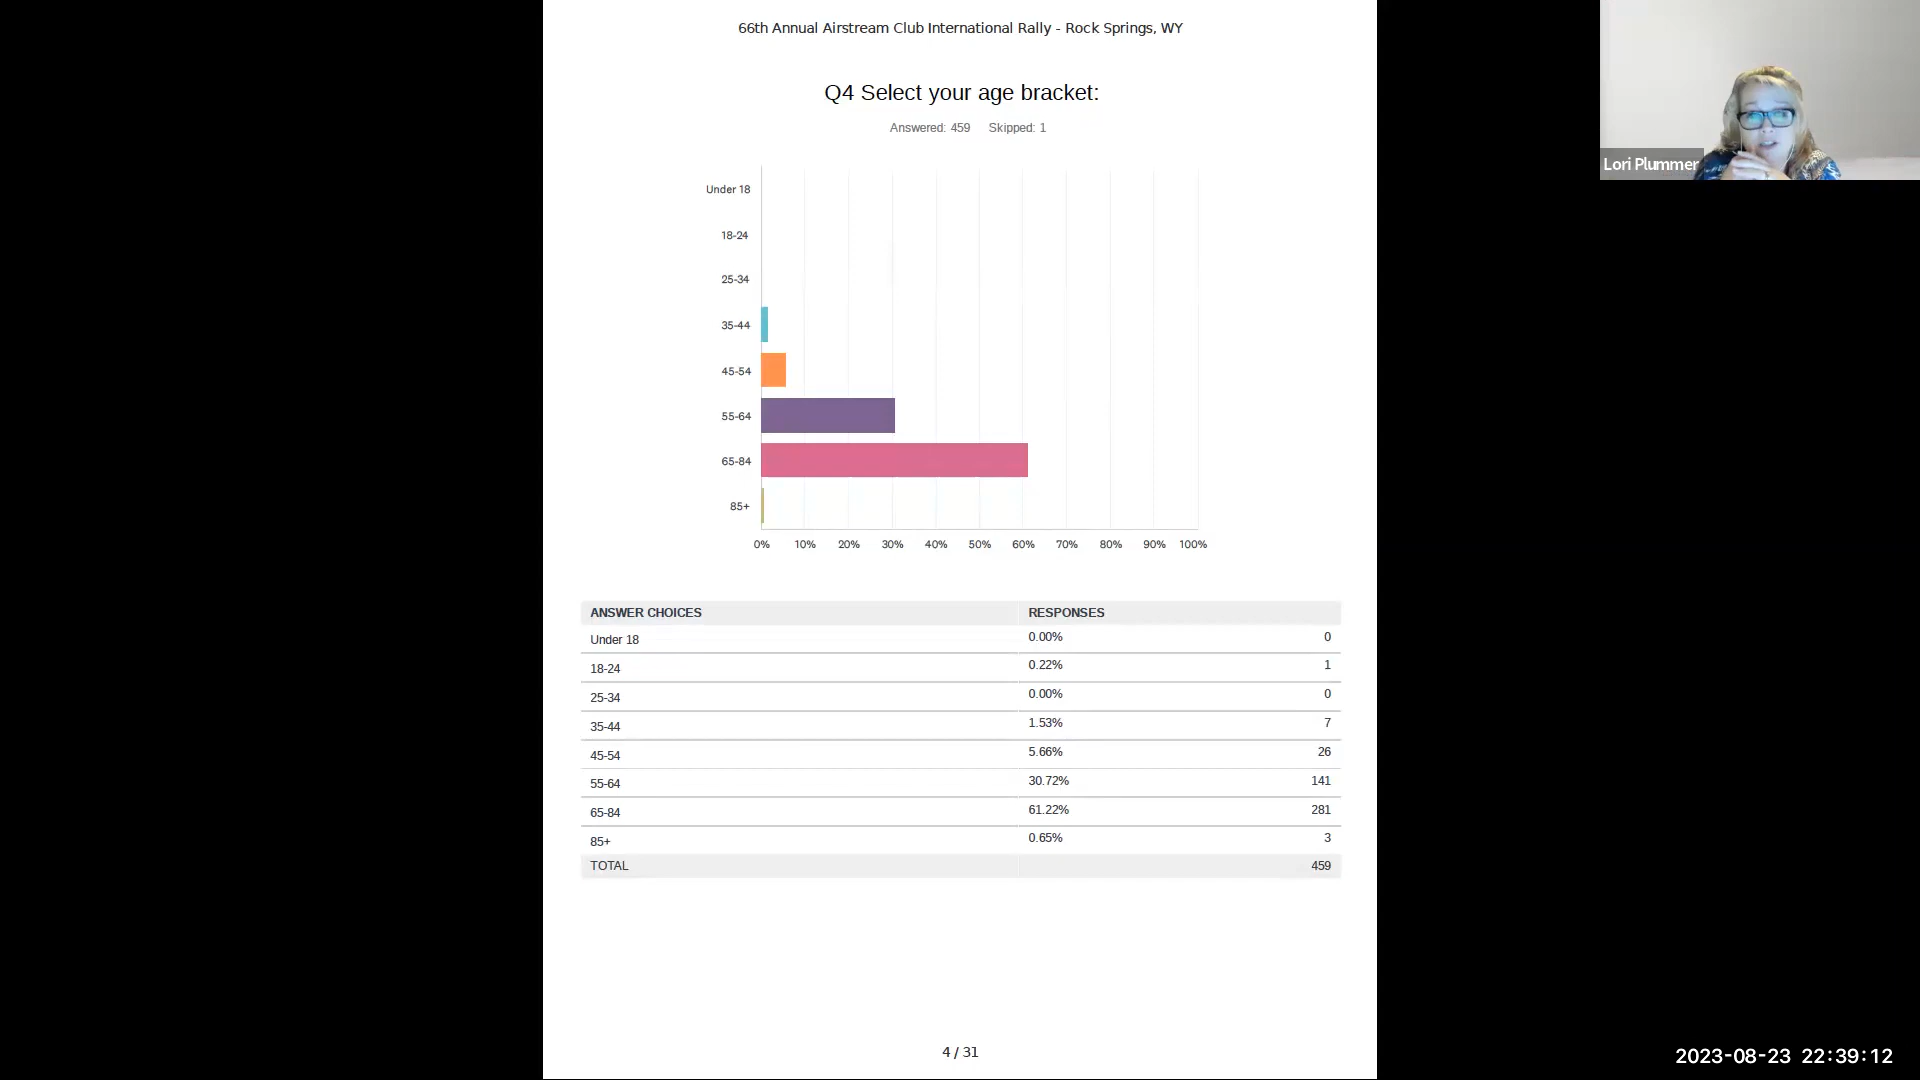 66th Annual Airstream Club International Rally - Rock Springs, WY
Q4 Select your age bracket:
Answered: 459 Skipped: 1
Lori Plummer
Under 18
18-24
25-34
35-44
45-54
55-64
65-84
85+
0% 10% 20% 30% 40% 50% 60% 70% 80% 90% 100%
ANSWER CHOICES RESPONSES
Under 18 0.00% 0
18-24 0.22% 1
25-34 0.00% 0
35-44 1.53% 7
45-54 5.66% 26
55-64 30.72% 141
65-84 61.22% 281
85+ 0.65% 3
TOTAL 459
4 / 31
2023-08-23 22:39:12